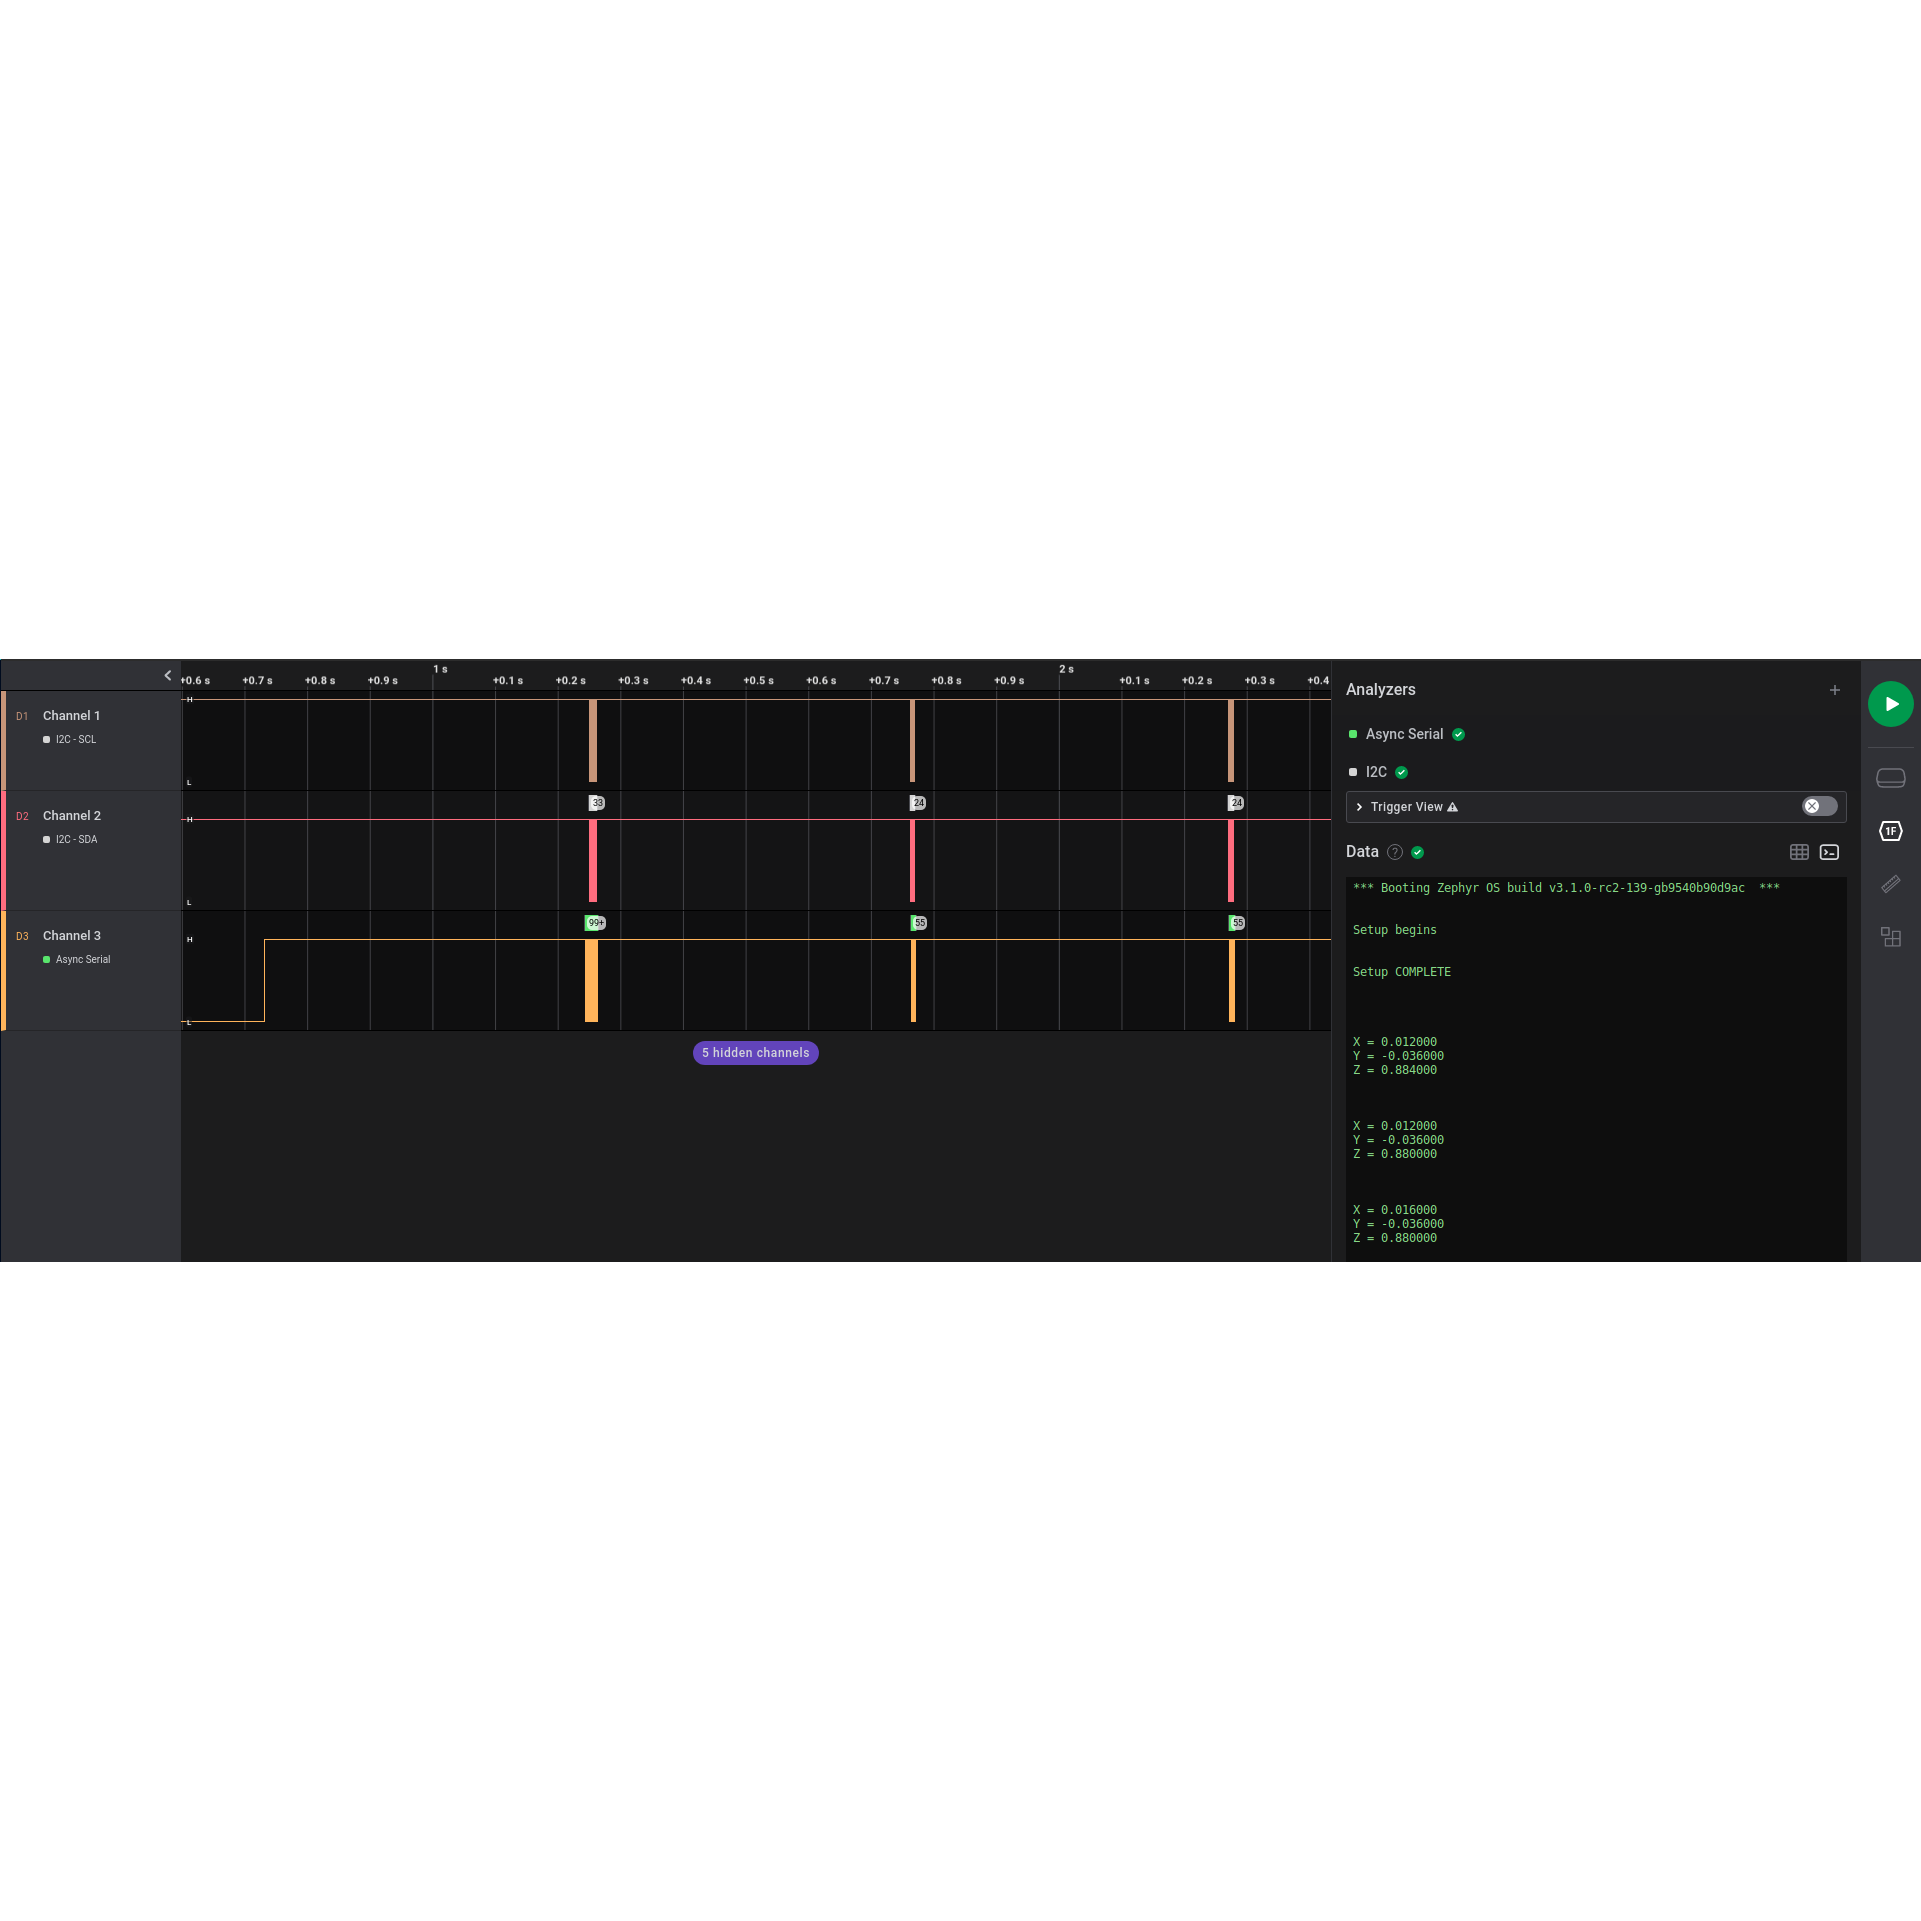 1 s
2 s
+0.6 s +0.7 s +0.8 s +0.9 s +0.1 s +0.2 s +0.3 s +0.4 s +0.5 s +0.6 s +0.7 s +0.8 s +0.9 s +0.1 s +0.2 s +0.3 s +0.4
D1 Channel 1
I2C - SCL
H
L
D2 Channel 2
I2C - SDA
33 24 24
H
L
D3 Channel 3
Async Serial
99+ 55 55
H
L
5 hidden channels
Analyzers
Async Serial
I2C
Trigger View
Data ?
1F
*** Booting Zephyr OS build v3.1.0-rc2-139-gb9540b90d9ac  ***
Setup begins
Setup COMPLETE
X = 0.012000
Y = -0.036000
Z = 0.884000
X = 0.012000
Y = -0.036000
Z = 0.880000
X = 0.016000
Y = -0.036000
Z = 0.880000